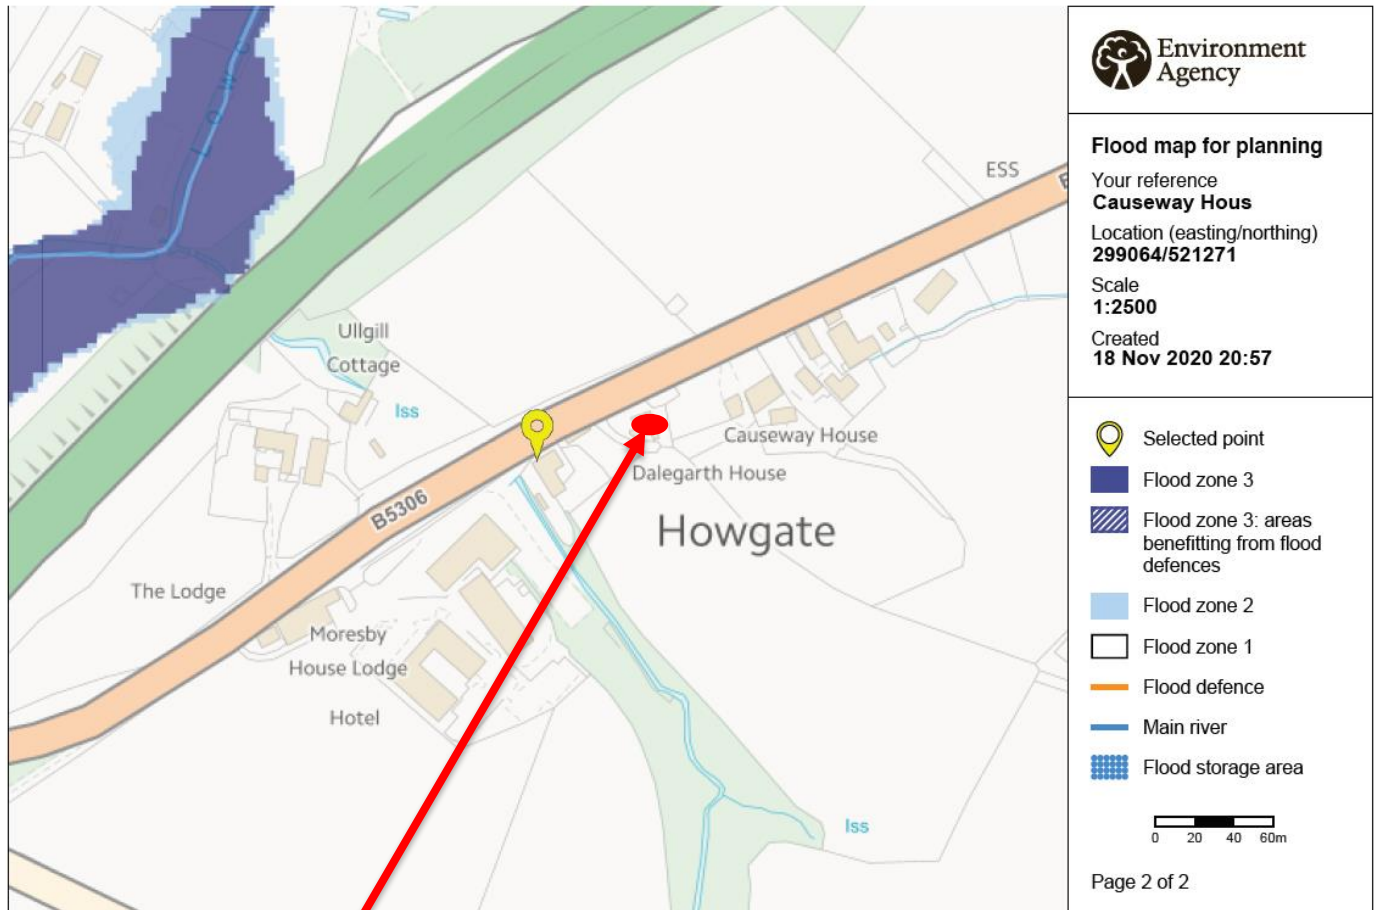 ESS
Ullgill
Cottage
Iss
Causeway House
Dalegarth House
B5306
Howgate
The Lodge
Moresby
House Lodge
Hotel
Iss
Environment
Agency
Flood map for planning
Your reference
Causeway Hous
Location (easting/northing)
299064/521271
Scale
1:2500
Created
18 Nov 2020 20:57
Selected point
Flood zone 3
Flood zone 3: areas
benefitting from flood
defences
Flood zone 2
Flood zone 1
Flood defence
Main river
Flood storage area
0 20 40 60m
Page 2 of 2